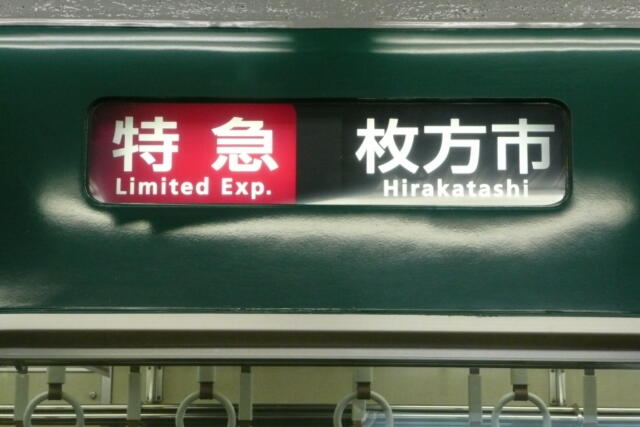 特急 枚方市
Limited Exp. Hirakatashi